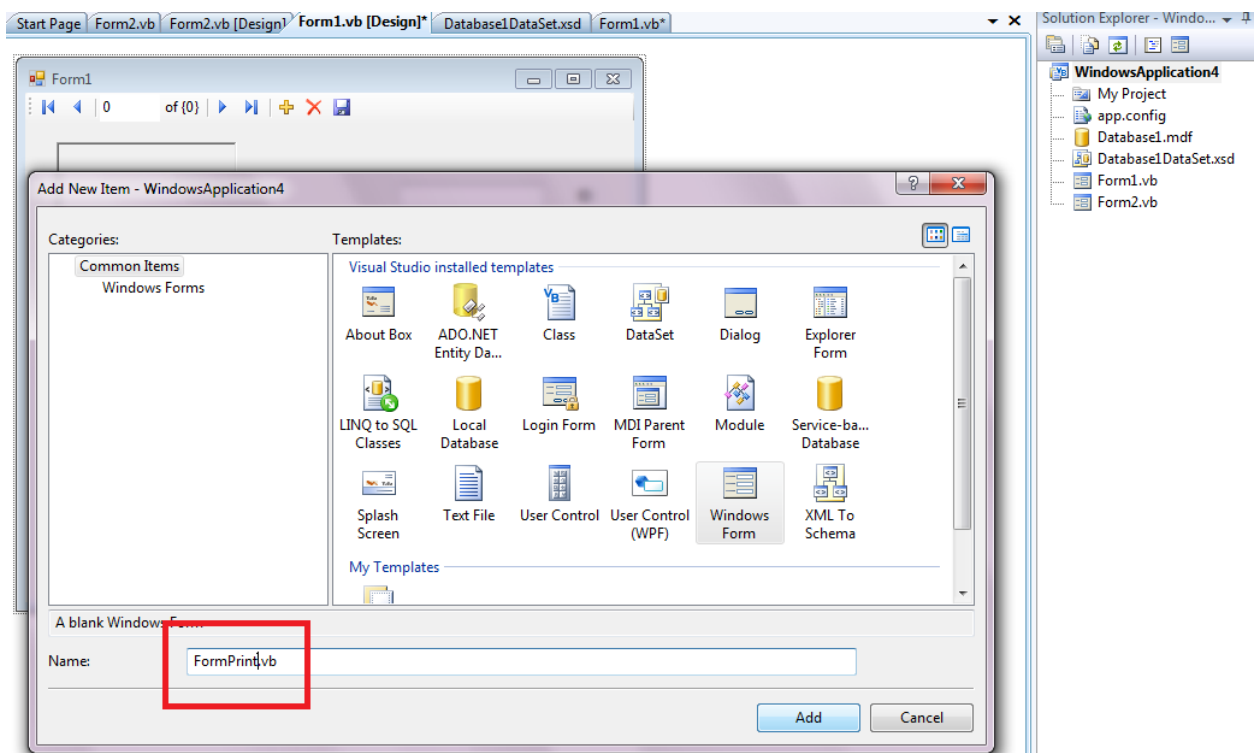 Start Page Form2.vb Form2.vb [Design] Form1.vb [Design]* Database1DataSet.xsd Form1.vb*
Solution Explorer - Windo...
WindowsApplication4
My Project
app.config
Database1.mdf
Database1DataSet.xsd
Form1.vb
Form2.vb
Form1
0 of {0}
Add New Item - WindowsApplication4
Categories:
Common Items
Windows Forms
Templates:
Visual Studio installed templates
About Box
ADO.NET Entity Da...
Class
DataSet
Dialog
Explorer Form
LINQ to SQL Classes
Local Database
Login Form
MDI Parent Form
Module
Service-ba... Database
Splash Screen
Text File
User Control
User Control (WPF)
Windows Form
XML To Schema
My Templates
A blank Windows Form
Name: FormPrint.vb
Add Cancel